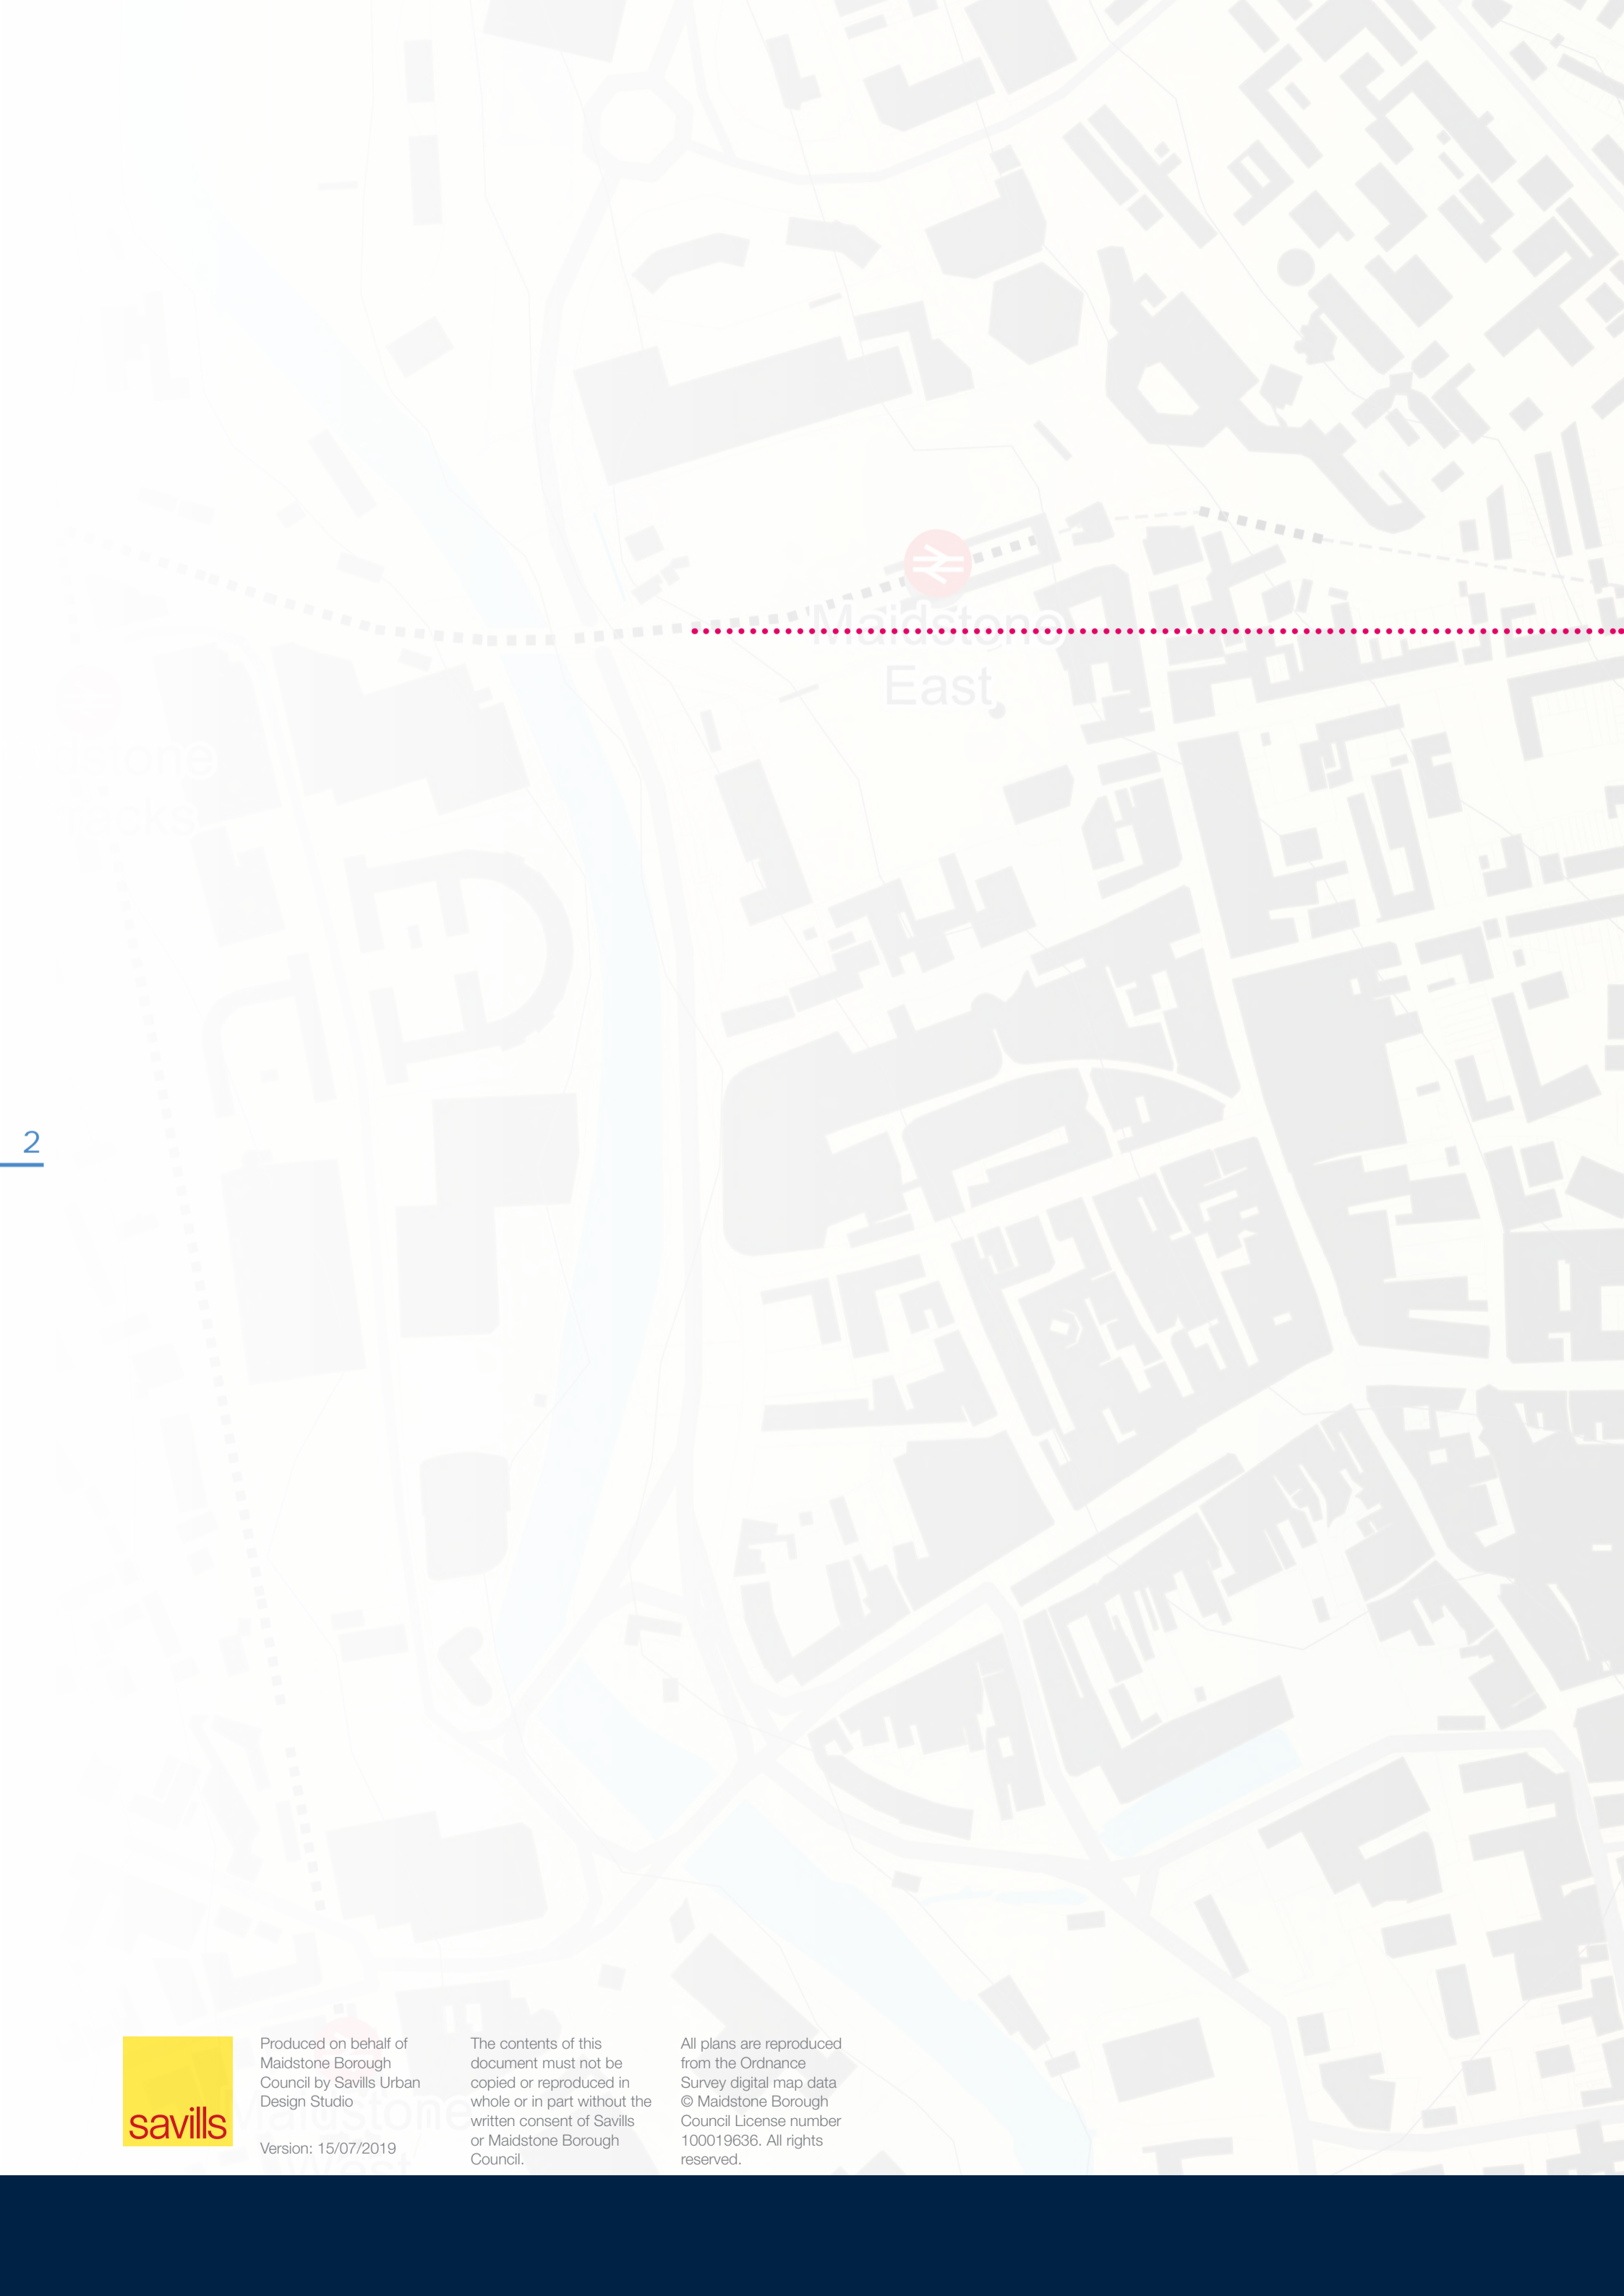 Maidstone
East
2
savills
Produced on behalf of
Maidstone Borough
Council by Savills Urban
Design Studio
Version: 15/07/2019
The contents of this
document must not be
copied or reproduced in
whole or in part without the
written consent of Savills
or Maidstone Borough
Council.
All plans are reproduced
from the Ordnance
Survey digital map data
© Maidstone Borough
Council License number
100019636. All rights
reserved.
Maidstone
West